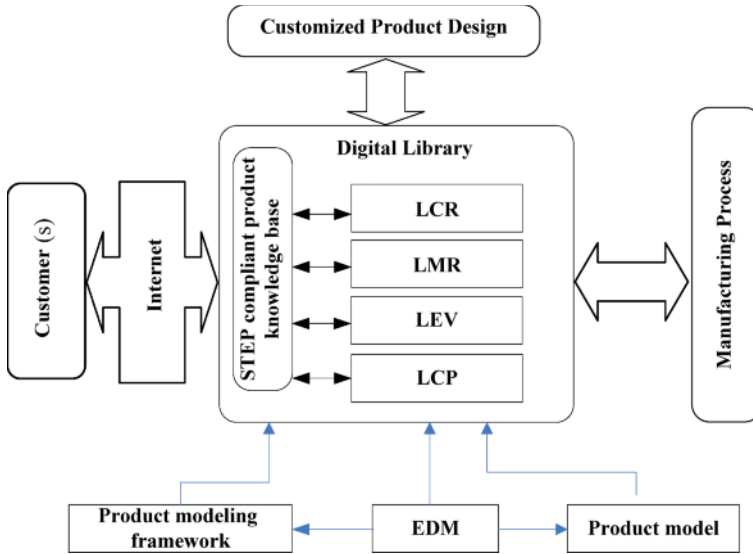 Customized Product Design
Digital Library
Customer (s)
Internet
STEP compliant product
knowledge base
LCR
LMR
LEV
LCP
Manufacturing Process
Product modeling
framework
EDM
Product model